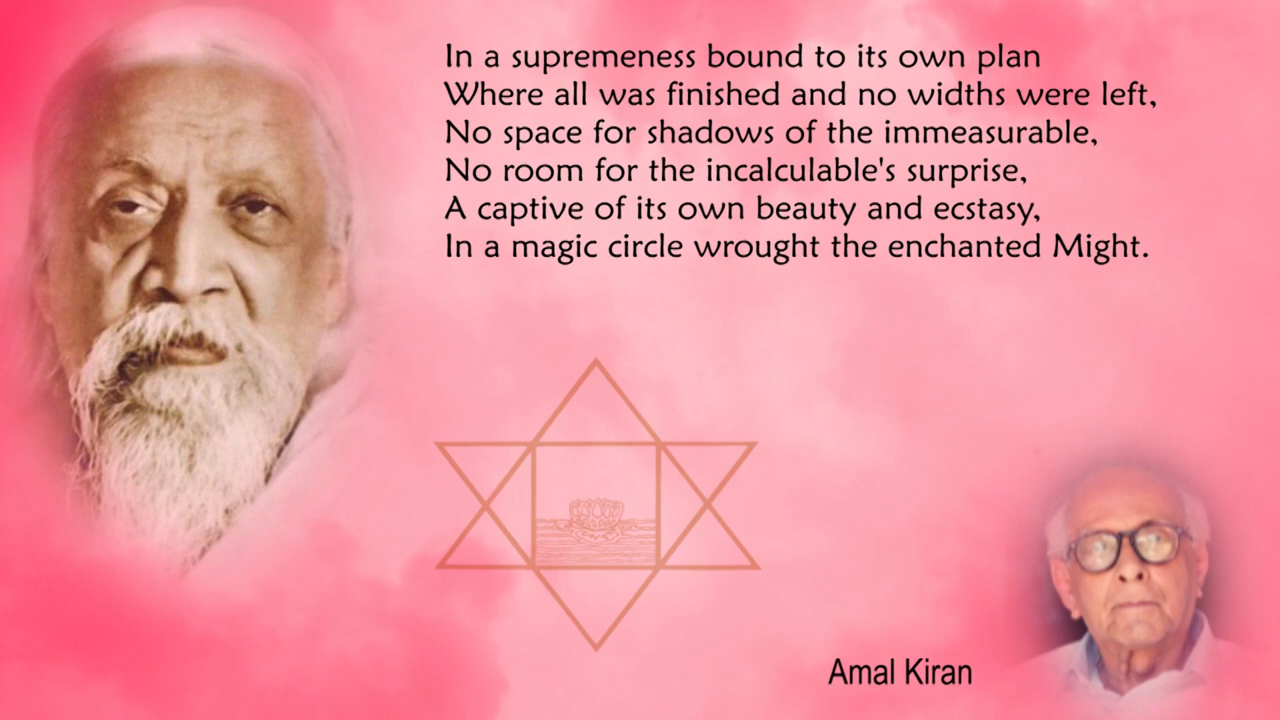 In a supremeness bound to its own plan
Where all was finished and no widths were left,
No space for shadows of the immeasurable,
No room for the incalculable's surprise,
A captive of its own beauty and ecstasy,
In a magic circle wrought the enchanted Might.
Amal Kiran